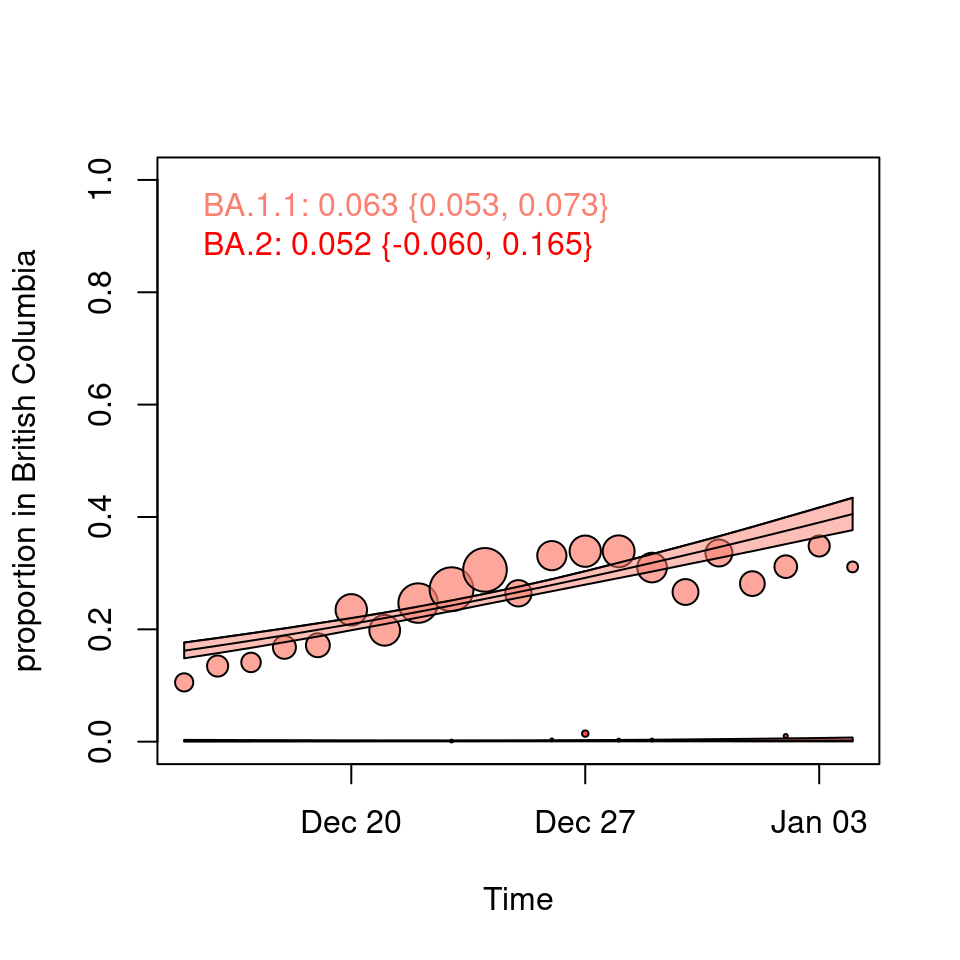 BA.1.1: 0.063 {0.053, 0.073}
BA.2: 0.052 {-0.060, 0.165}
proportion in British Columbia
1.0
0.8
0.6
0.4
0.2
0.0
Dec 20
Dec 27
Jan 03
Time